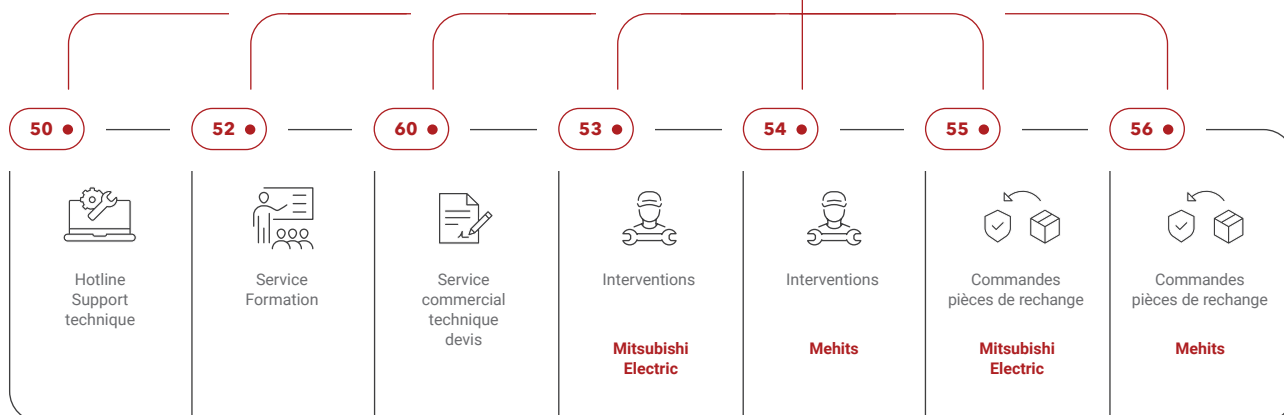 50
52
60
53
54
55
56
Hotline
Support
technique
Service
Formation
Service
commercial
technique
devis
Interventions
Mitsubishi
Electric
Interventions
Mehits
Commandes
pièces de rechange
Mitsubishi
Electric
Commandes
pièces de rechange
Mehits